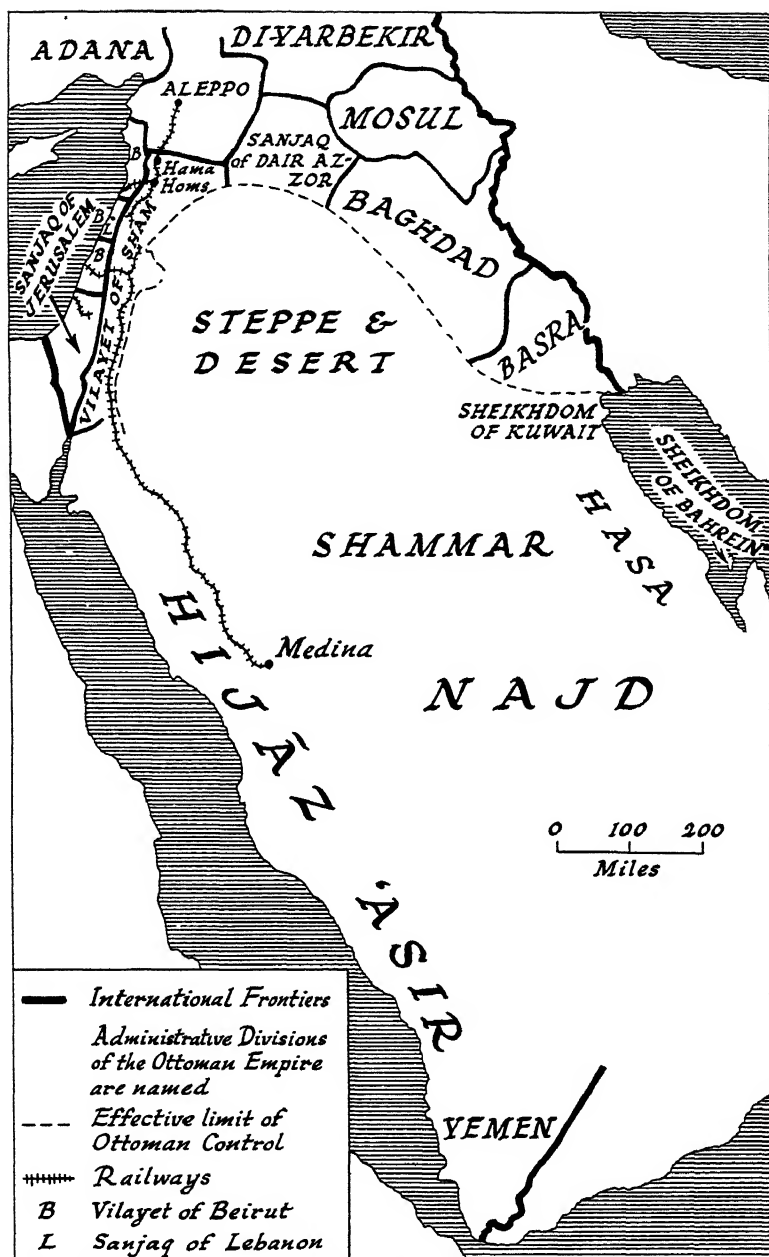 ADANA
DIYARBEKIR
ALEPPO
MOSUL
SANJAQ
of DAIR AZ-
ZOR
B
Hama
Homs
BAGHDAD
SANJAQ OF
JERUSALEM
B
L
B
VILAYET OF SHAM
STEPPE &
DESERT
BASRA
SHEIKHDOM
OF KUWAIT
SHEIKHDOM
OF BAHREIN
HASA
SHAMMAR
HIJĀZ
Medina
NAJD
0 100 200
Miles
'ASIR
YEMEN
International Frontiers
Administrative Divisions
of the Ottoman Empire
are named
Effective limit of
Ottoman Control
Railways
B Vilayet of Beirut
L Sanjaq of Lebanon